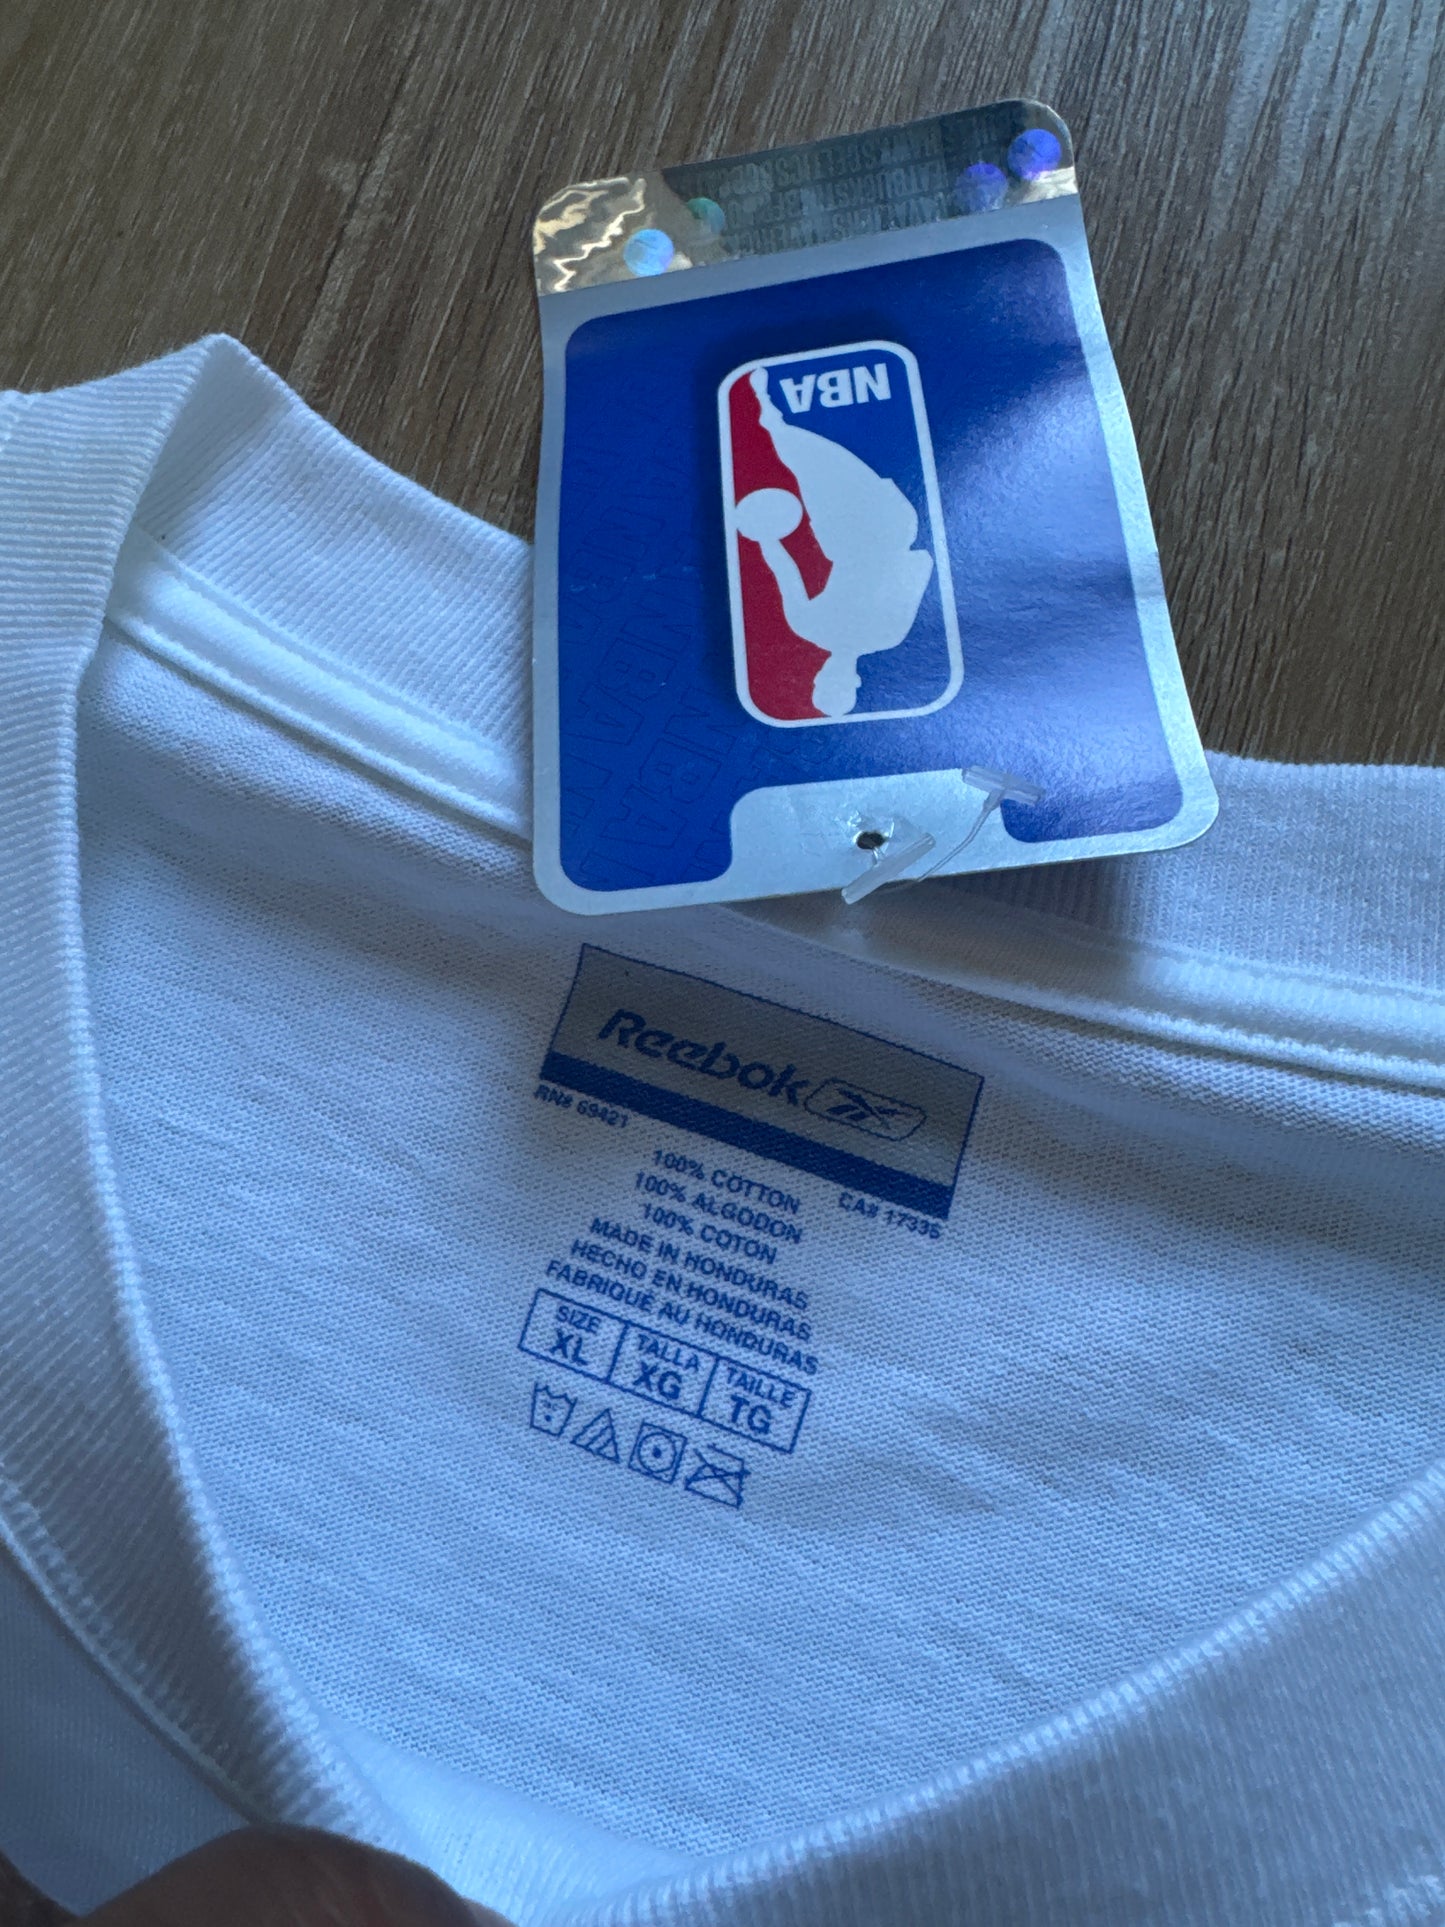 NBA
Reebok
RN# 69421
CA# 17335
100% COTTON
100% ALGODON
100% COTON
MADE IN HONDURAS
HECHO EN HONDURAS
FABRIQUÉ AU HONDURAS
SIZE TALLA TAILLE
XL XG TG